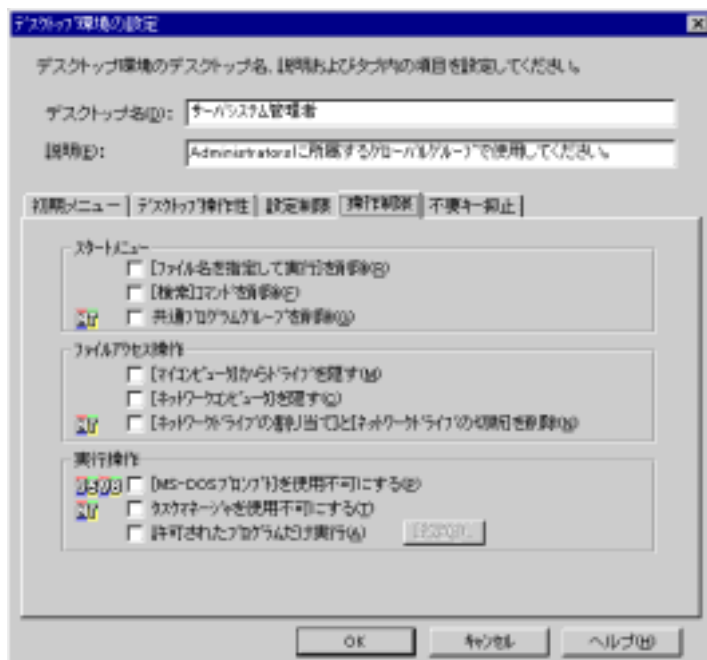 デスクトップ環境の設定
デスクトップ環境のデスクトップ名、説明およびタブ内の項目を設定してください。
デスクトップ名(D): サーバシステム管理者
説明(E): Administratorsに所属するグローバルグループで使用してください。
初期メニュー デスクトップ操作性 設定制限 操作制限 不要キー抑止
スタートメニュー
[ファイル名を指定して実行]を削除(R)
[検索]コマンドを削除(F)
NT 共通プログラムグループを削除(O)
ファイルアクセス操作
[マイコンピュータ]からドライブを隠す(M)
[ネットワークコンピュータ]を隠す(C)
NT [ネットワークドライブの割り当て]と[ネットワークドライブの切断]を削除(N)
実行操作
95 98 [MS-DOSプロンプト]を使用不可にする(P)
NT タスクマネージャを使用不可にする(T)
許可されたプログラムだけ実行(A)
OK キャンセル ヘルプ(H)